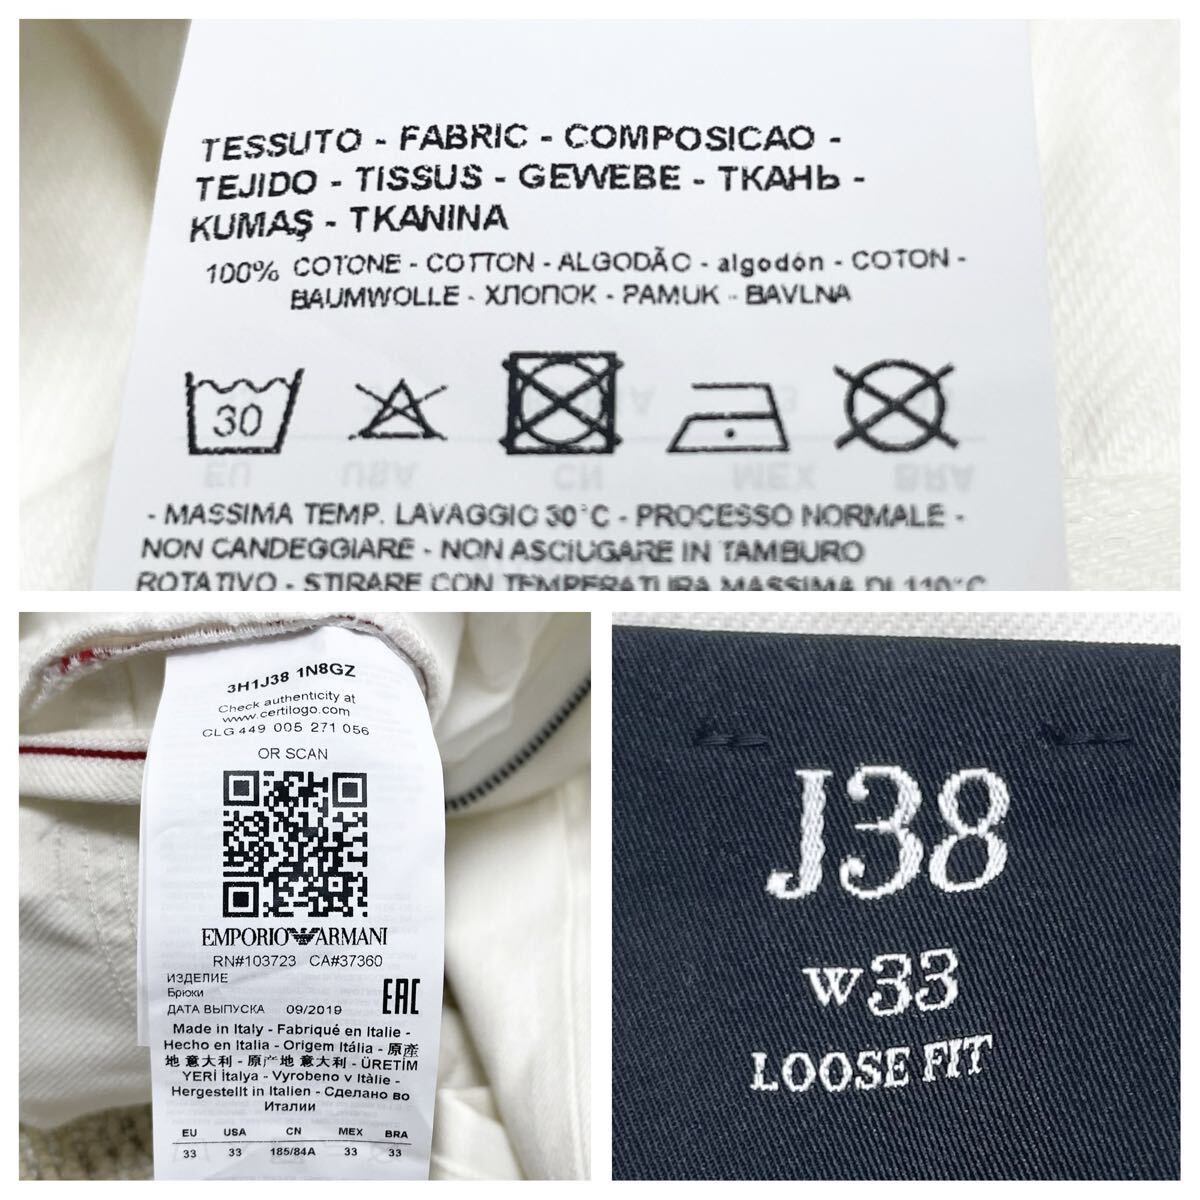 TESSUTO - FABRIC - COMPOSICAO -
TEJIDO - TISSUS - GEWEBE - ТКАНЬ -
KUMAŞ - TKANINA
100% COTONE - COTTON - ALGODÃO - algodón - COTON -
BAUMWOLLE - ХЛОПОК - PAMUK - BAVLNA
30
EU USA CN MEX BRA
- MASSIMA TEMP. LAVAGGIO 30°C - PROCESSO NORMALE -
NON CANDEGGIARE - NON ASCIUGARE IN TAMBURO
ROTATIVO - STIRARE CON TEMPERATURA MASSIMA DI 110°C
3H1J38 1N8GZ
Check authenticity at
www.certilogo.com
CLG 449 005 271 056
OR SCAN
EMPORIO ARMANI
RN#103723 CA#37360
ИЗДЕЛИЕ
Брюки
ДАТА ВЫПУСКА 09/2019
EAC
Made in Italy - Fabriqué en Italie -
Hecho en Italia - Origem Itália - 原產
地 意大利 - 原产地 意大利 - ÜRETİM
YERİ İtalya - Vyrobeno v Itàlie -
Hergestellt in Italien - Сделано во
Италии
EU USA CN MEX BRA
33 33 185/84A 33 33
J38
W33
LOOSE FIT